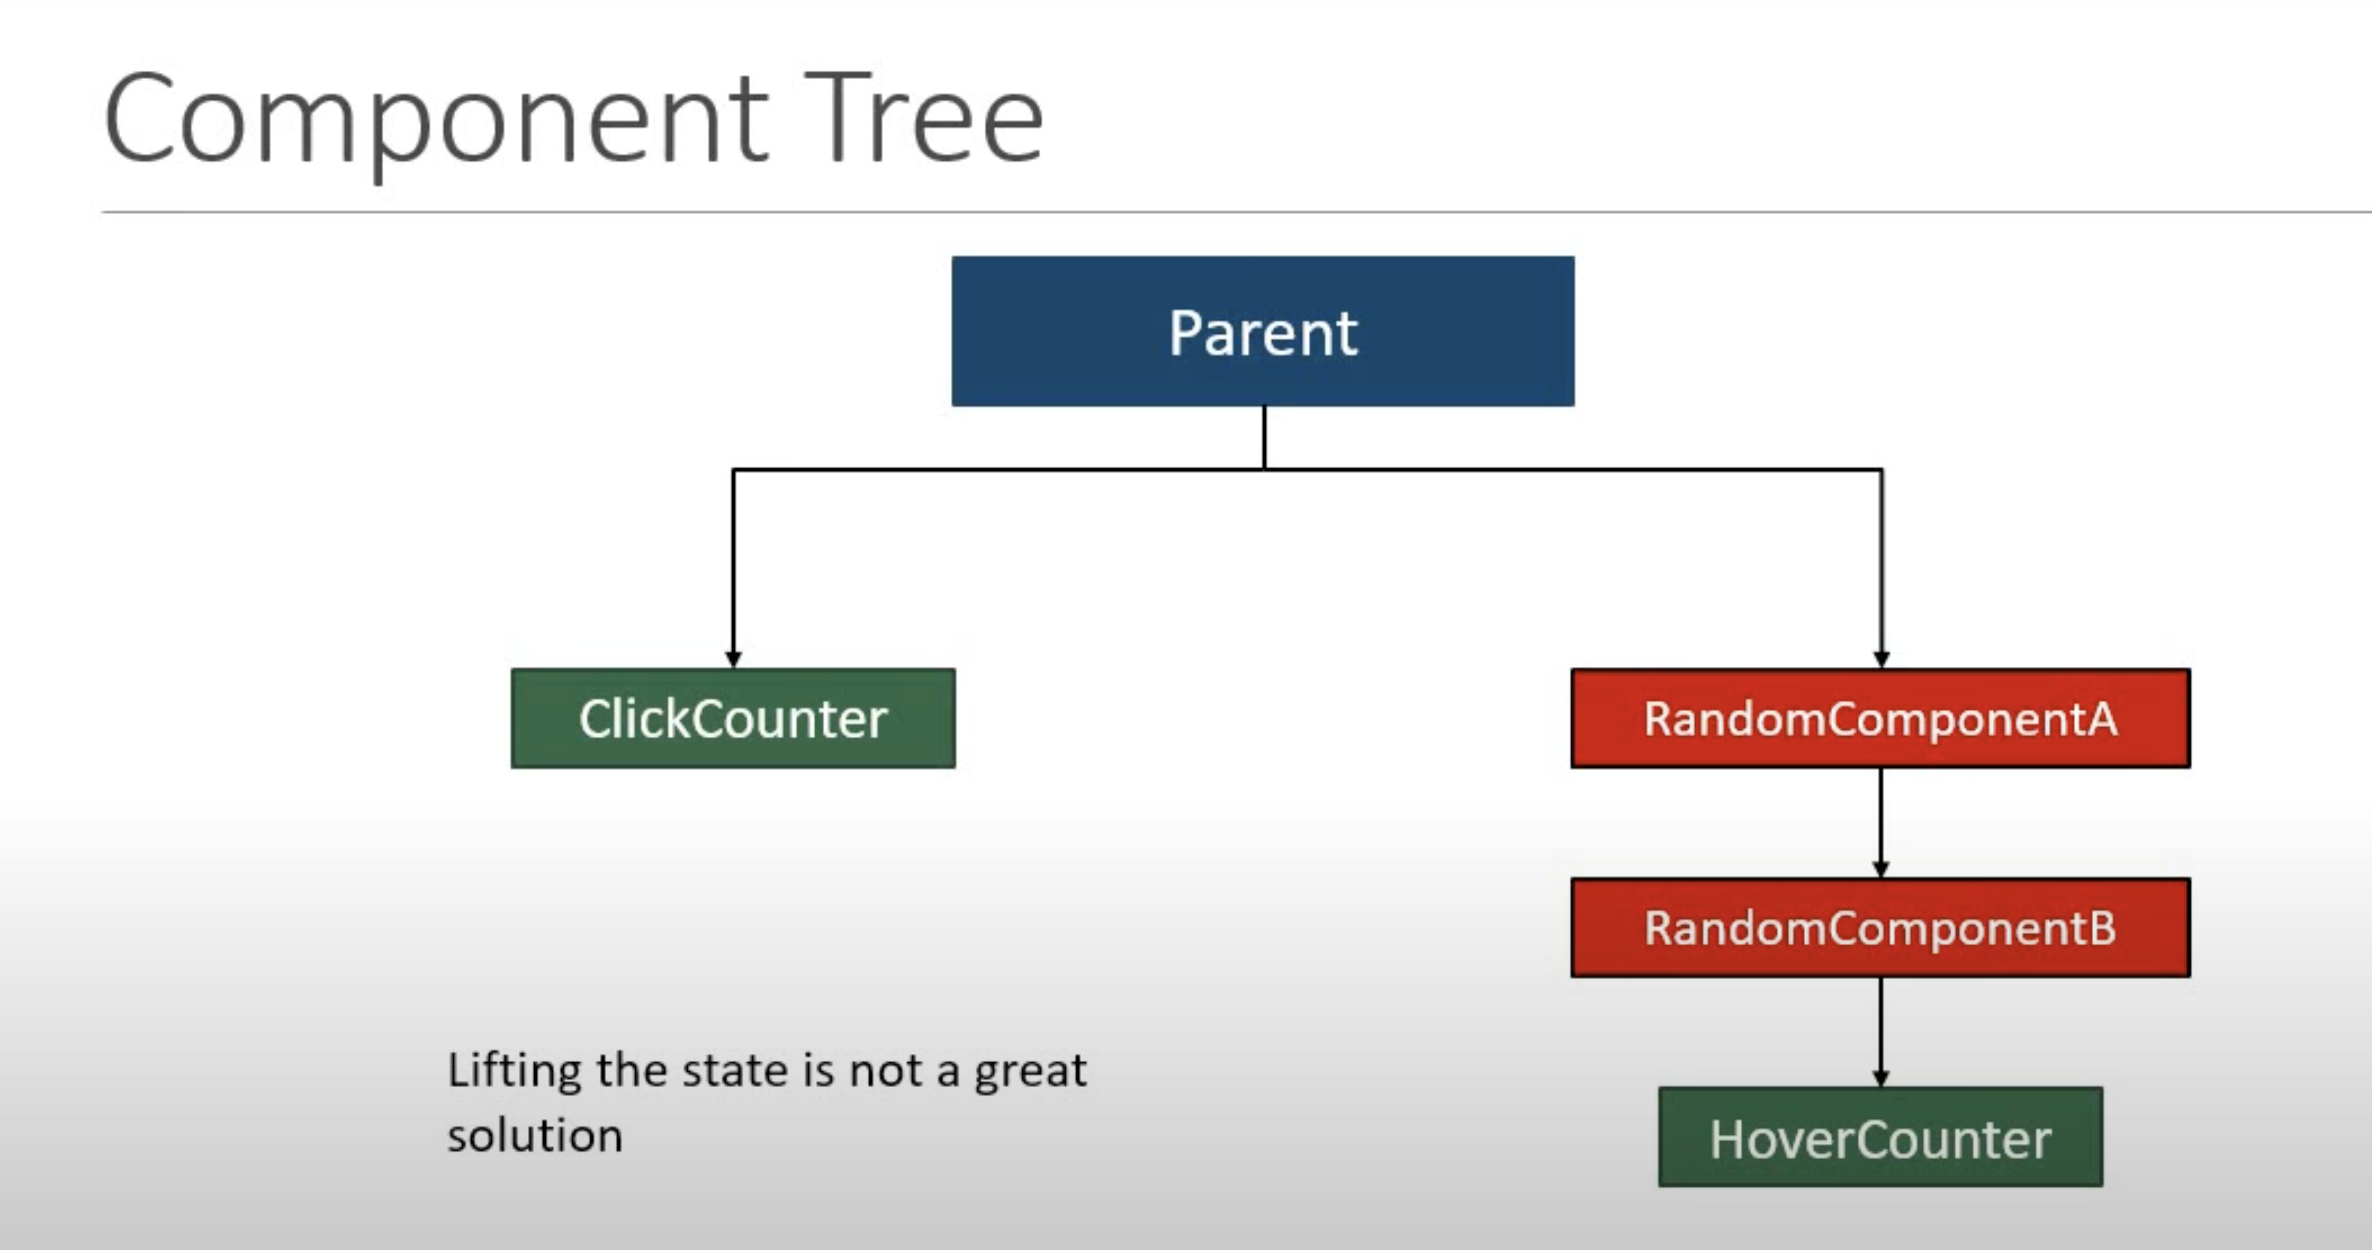 Component Tree
Parent
ClickCounter
RandomComponentA
RandomComponentB
Lifting the state is not a great
solution
HoverCounter